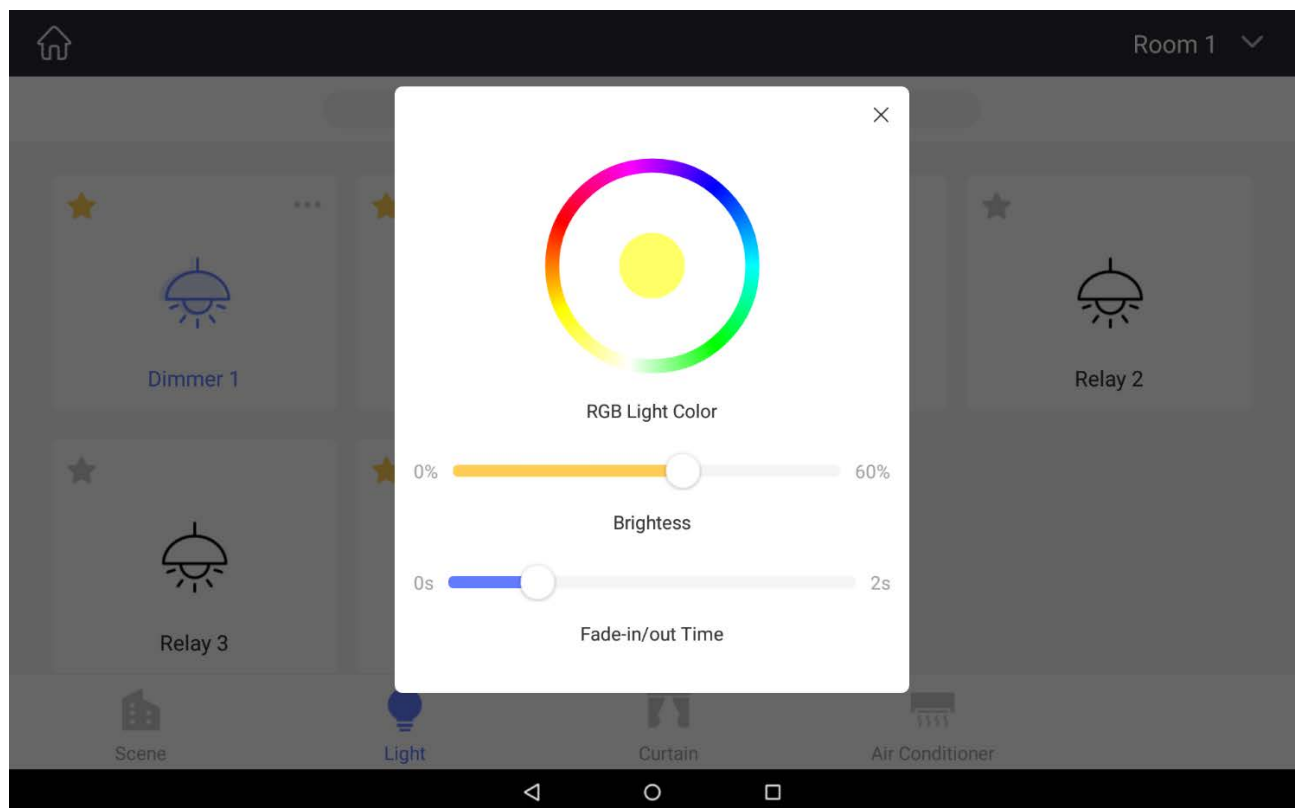 Room 1
Dimmer 1
Relay 2
RGB Light Color
0% 60%
Brightess
0s 2s
Fade-in/out Time
Relay 3
Scene Light Curtain Air Conditioner